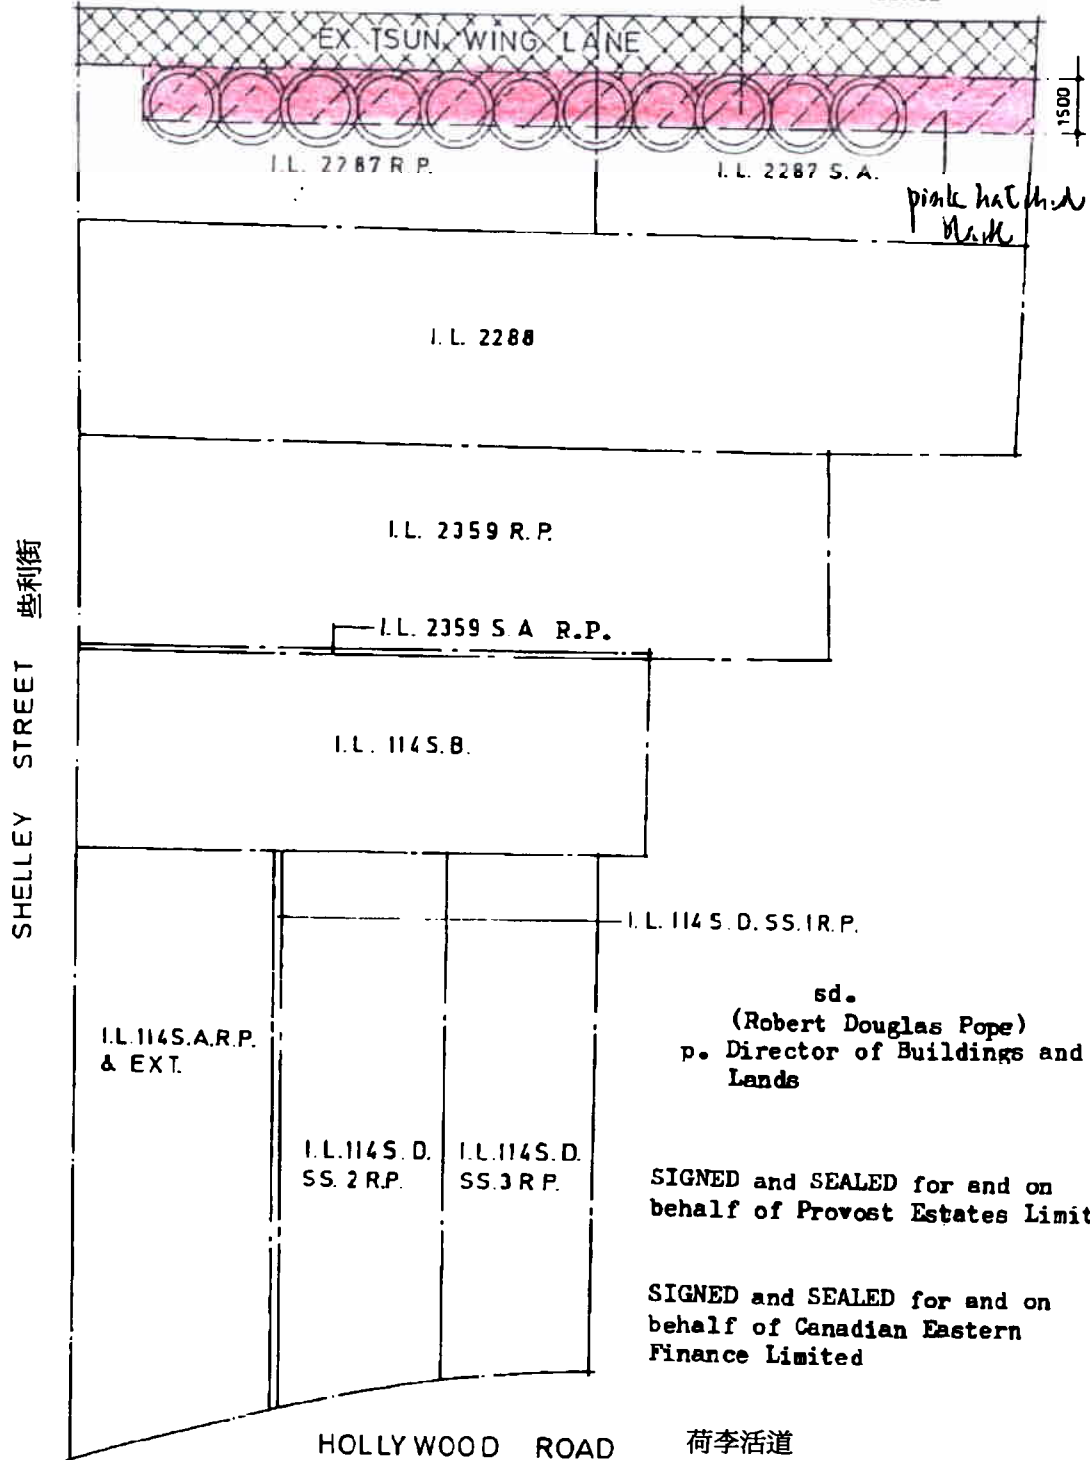 EX. TSUN WING LANE
1500
I.L. 2287 R.P.
I.L. 2287 S.A.
pink hatched
black
I.L. 2288
I.L. 2359 R.P.
I.L. 2359 S.A R.P.
I.L. 114 S.B.
SHELLEY STREET 些利街
I.L. 114 S.D. SS.1 R.P.
I.L. 114 S.A.R.P.
& EXT.
I.L. 114 S.D.
SS. 2 R.P.
I.L. 114 S.D.
SS. 3 R P.
sd.
(Robert Douglas Pope)
p. Director of Buildings and
Lands
SIGNED and SEALED for and on
behalf of Provost Estates Limit
SIGNED and SEALED for and on
behalf of Canadian Eastern
Finance Limited
HOLLYWOOD ROAD 荷李活道